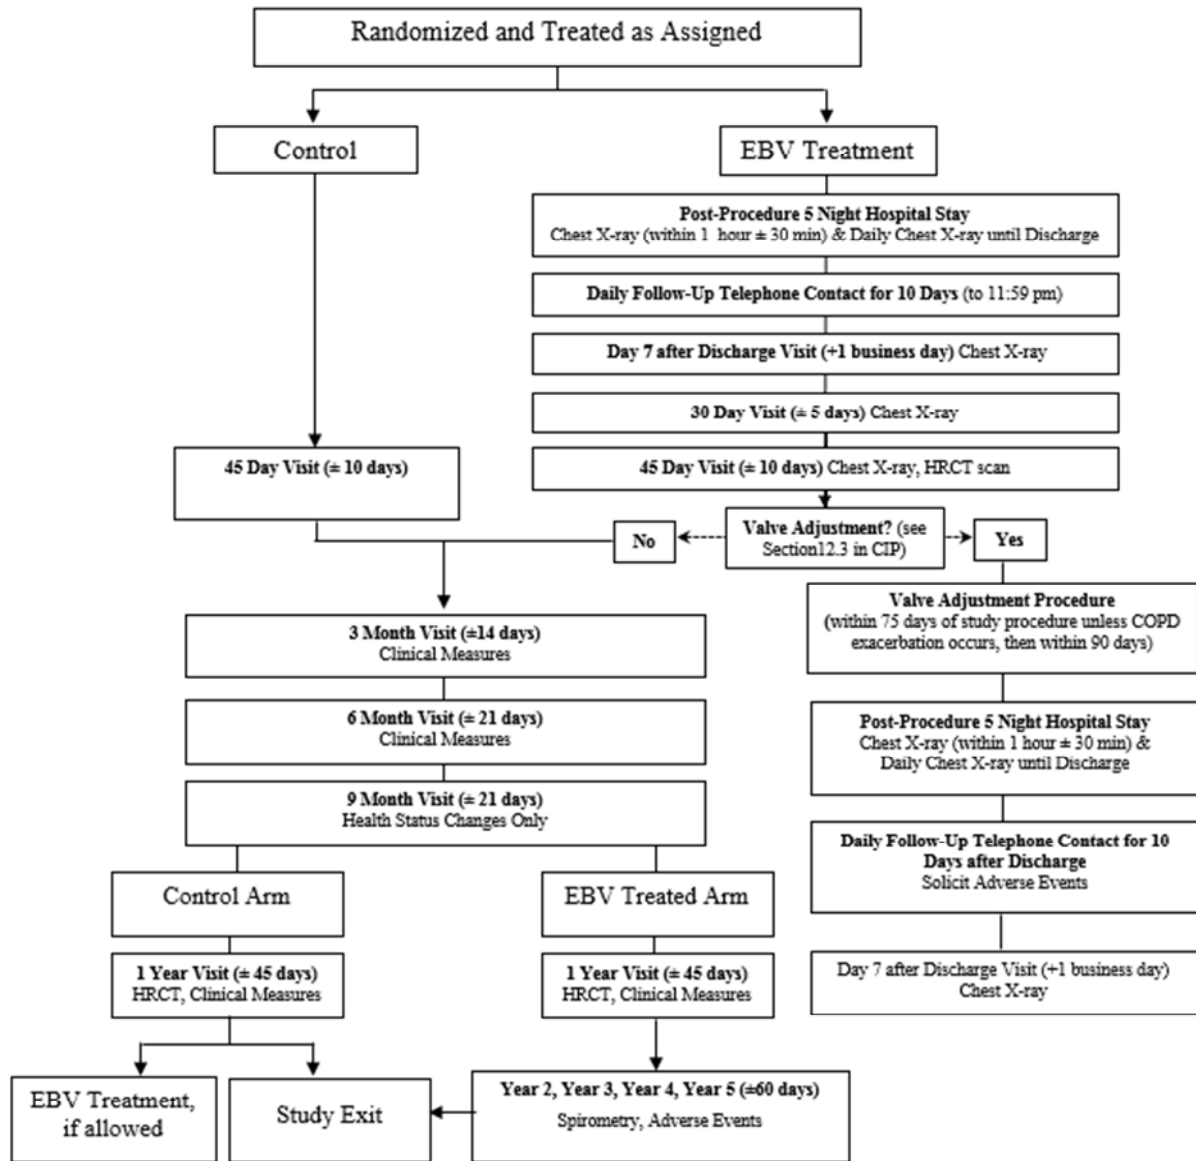 Randomized and Treated as Assigned
Control
EBV Treatment
Post-Procedure 5 Night Hospital Stay
Chest X-ray (within 1 hour ± 30 min) & Daily Chest X-ray until Discharge
Daily Follow-Up Telephone Contact for 10 Days (to 11:59 pm)
Day 7 after Discharge Visit (+1 business day) Chest X-ray
30 Day Visit (± 5 days) Chest X-ray
45 Day Visit (± 10 days)
45 Day Visit (± 10 days) Chest X-ray, HRCT scan
No
Valve Adjustment? (see
Section12.3 in CIP)
Yes
Valve Adjustment Procedure
(within 75 days of study procedure unless COPD
exacerbation occurs, then within 90 days)
3 Month Visit (±14 days)
Clinical Measures
6 Month Visit (± 21 days)
Clinical Measures
Post-Procedure 5 Night Hospital Stay
Chest X-ray (within 1 hour ± 30 min) &
Daily Chest X-ray until Discharge
9 Month Visit (± 21 days)
Health Status Changes Only
Daily Follow-Up Telephone Contact for 10
Days after Discharge
Solicit Adverse Events
Control Arm
EBV Treated Arm
1 Year Visit (± 45 days)
HRCT, Clinical Measures
1 Year Visit (± 45 days)
HRCT, Clinical Measures
Day 7 after Discharge Visit (+1 business day)
Chest X-ray
EBV Treatment,
if allowed
Study Exit
Year 2, Year 3, Year 4, Year 5 (±60 days)
Spirometry, Adverse Events